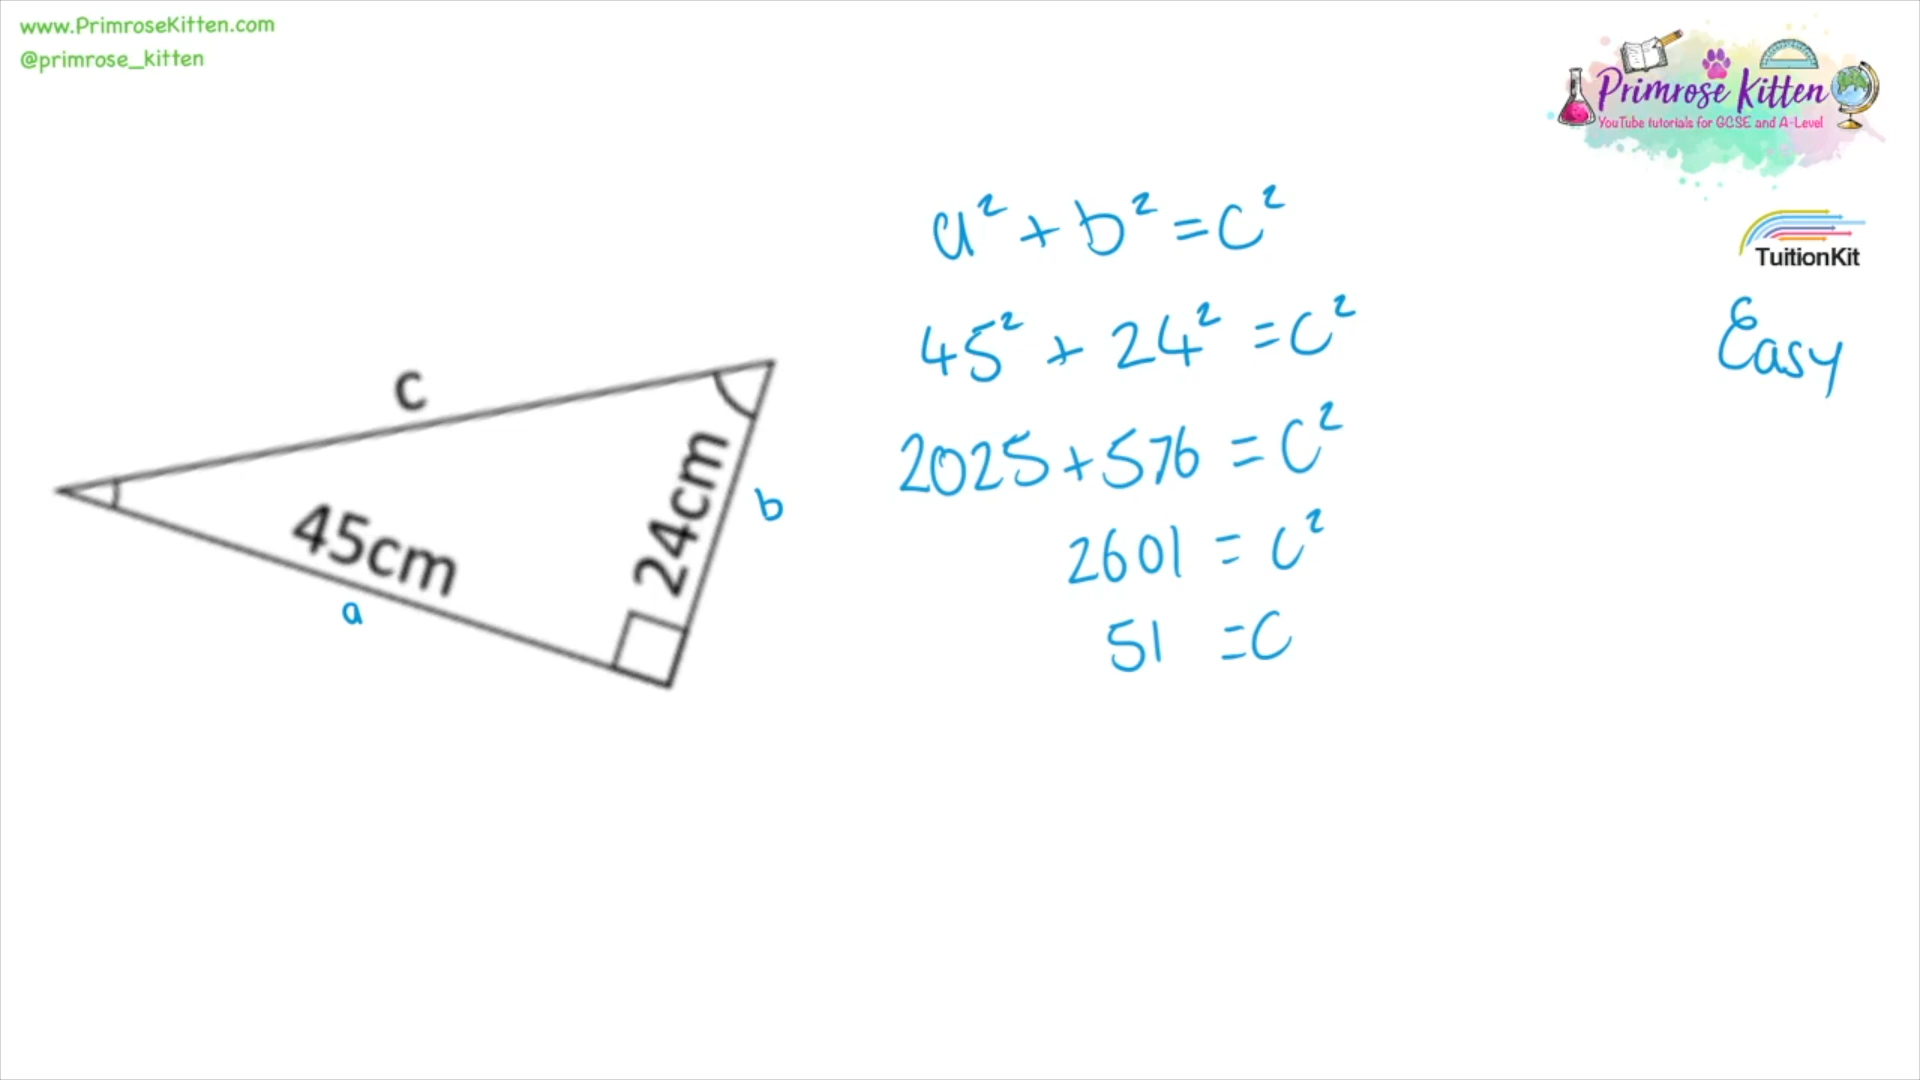 www.PrimroseKitten.com
@primrose_kitten
Primrose Kitten
YouTube tutorials for GCSE and A-Level
TuitionKit
Easy
c
45cm
a
24cm
b
a² + b² = c²
45² + 24² = c²
2025 + 576 = c²
2601 = c²
51 = c